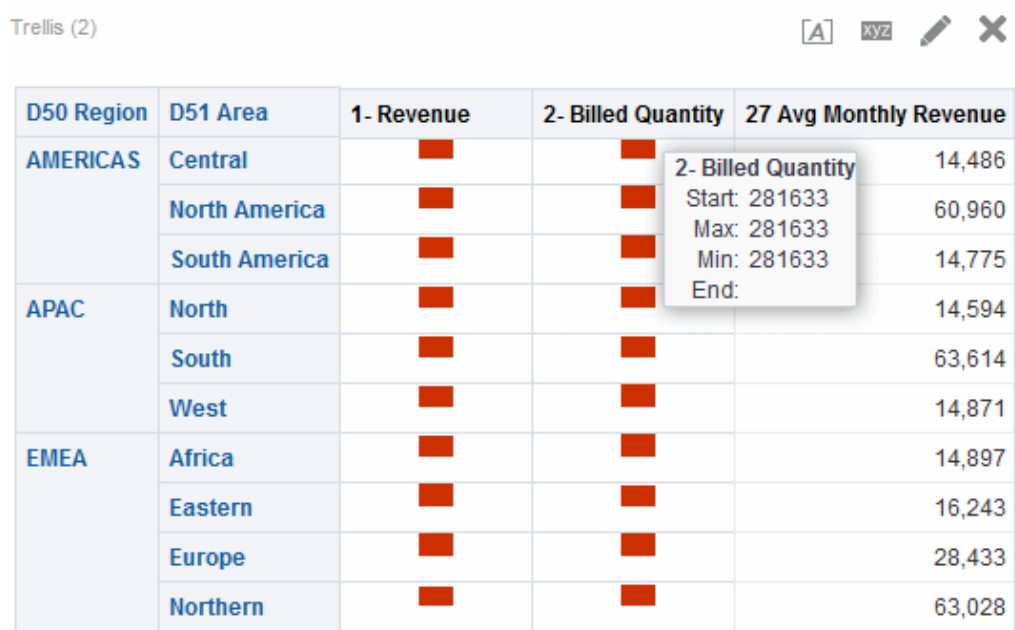 Trellis (2)
[A] xyz
D50 Region D51 Area 1- Revenue 2- Billed Quantity 27 Avg Monthly Revenue
AMERICAS Central 14,486
2- Billed Quantity
Start: 281633
North America 60,960
Max: 281633
Min: 281633
South America 14,775
End:
APAC North 14,594
South 63,614
West 14,871
EMEA Africa 14,897
Eastern 16,243
Europe 28,433
Northern 63,028